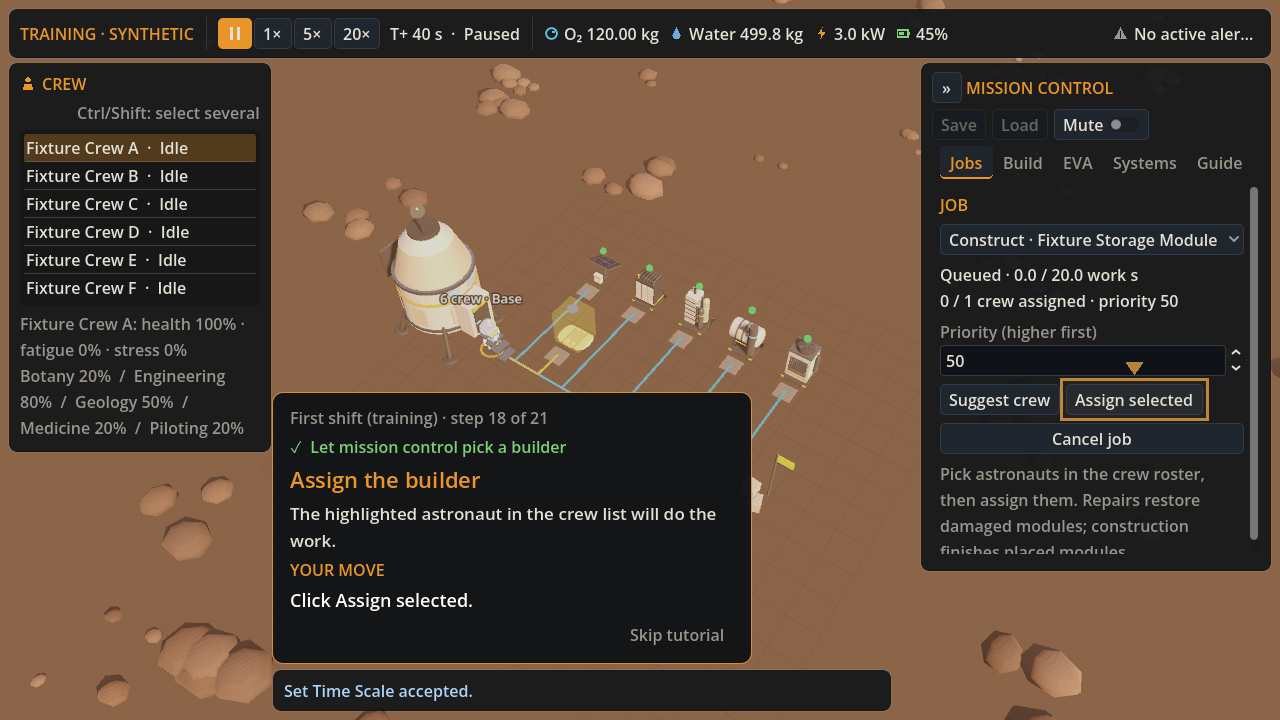 TRAINING · SYNTHETIC
1×
5×
20×
T+ 40 s · Paused
O₂ 120.00 kg
Water 499.8 kg
3.0 kW
45%
No active aler...
CREW
Ctrl/Shift: select several
Fixture Crew A · Idle
Fixture Crew B · Idle
Fixture Crew C · Idle
Fixture Crew D · Idle
Fixture Crew E · Idle
Fixture Crew F · Idle
Fixture Crew A: health 100% ·
fatigue 0% · stress 0%
Botany 20% / Engineering
80% / Geology 50% /
Medicine 20% / Piloting 20%
6 crew · Base
First shift (training) · step 18 of 21
✓ Let mission control pick a builder
Assign the builder
The highlighted astronaut in the crew list will do the
work.
YOUR MOVE
Click Assign selected.
Skip tutorial
Set Time Scale accepted.
» MISSION CONTROL
Save
Load
Mute
Jobs
Build
EVA
Systems
Guide
JOB
Construct · Fixture Storage Module
Queued · 0.0 / 20.0 work s
0 / 1 crew assigned · priority 50
Priority (higher first)
50
Suggest crew
Assign selected
Cancel job
Pick astronauts in the crew roster,
then assign them. Repairs restore
damaged modules; construction
finishes placed modules.